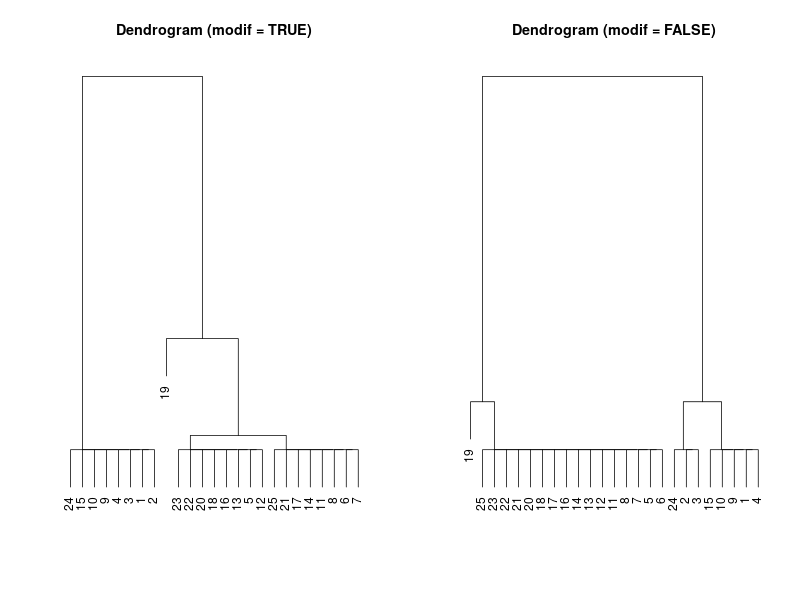 Dendrogram (modif = TRUE)
19
24 15 10 9 4 3 1 2 23 22 20 18 16 13 5 12 25 21 17 14 11 8 6 7
Dendrogram (modif = FALSE)
19
25 23 22 21 20 18 17 16 14 13 12 11 8 7 5 6 24 2 3 15 10 9 1 4